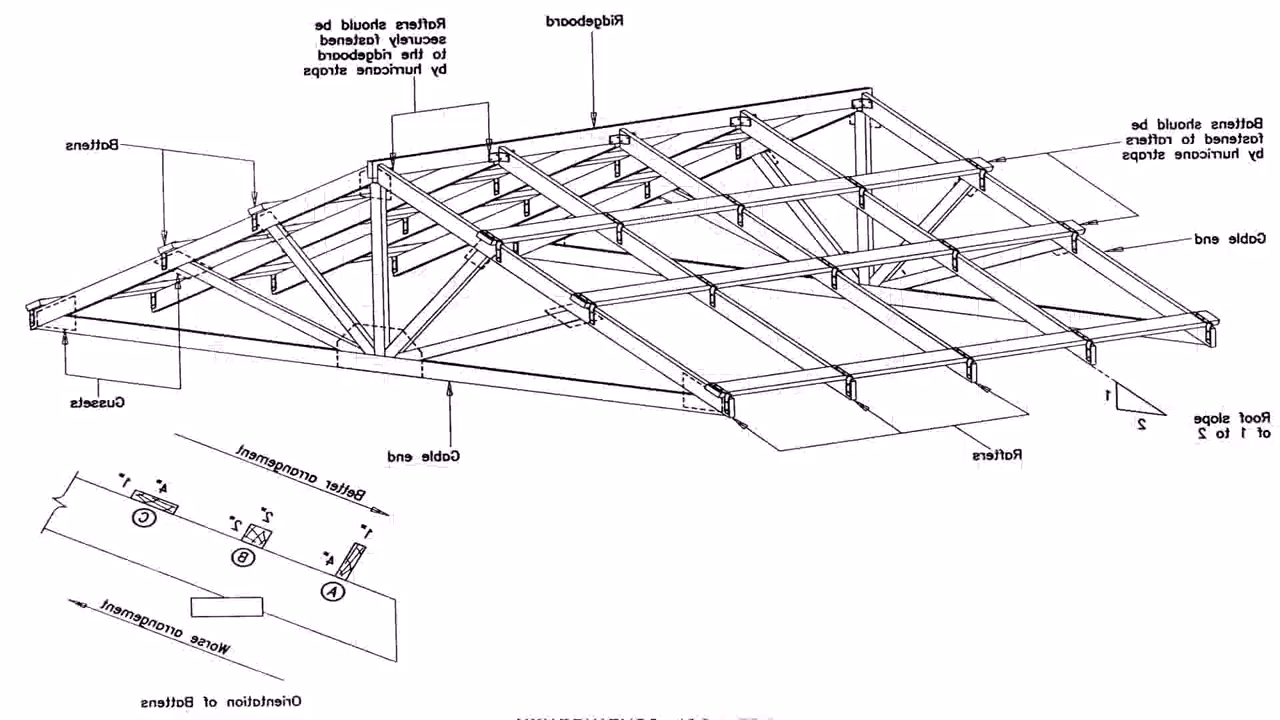 Ridgeboard
Rafters should be
securely fastened
to the ridgeboard
by hurricane straps
Battens
Battens should be
fastened to rafters
by hurricane straps
Gable end
Gussets
Gable end
Rafters
1
2
Roof slope
of 1 to 2
Better arrangement
1"
4"
C
2"
2"
B
1"
4"
A
Worse arrangement
Orientation of Battens